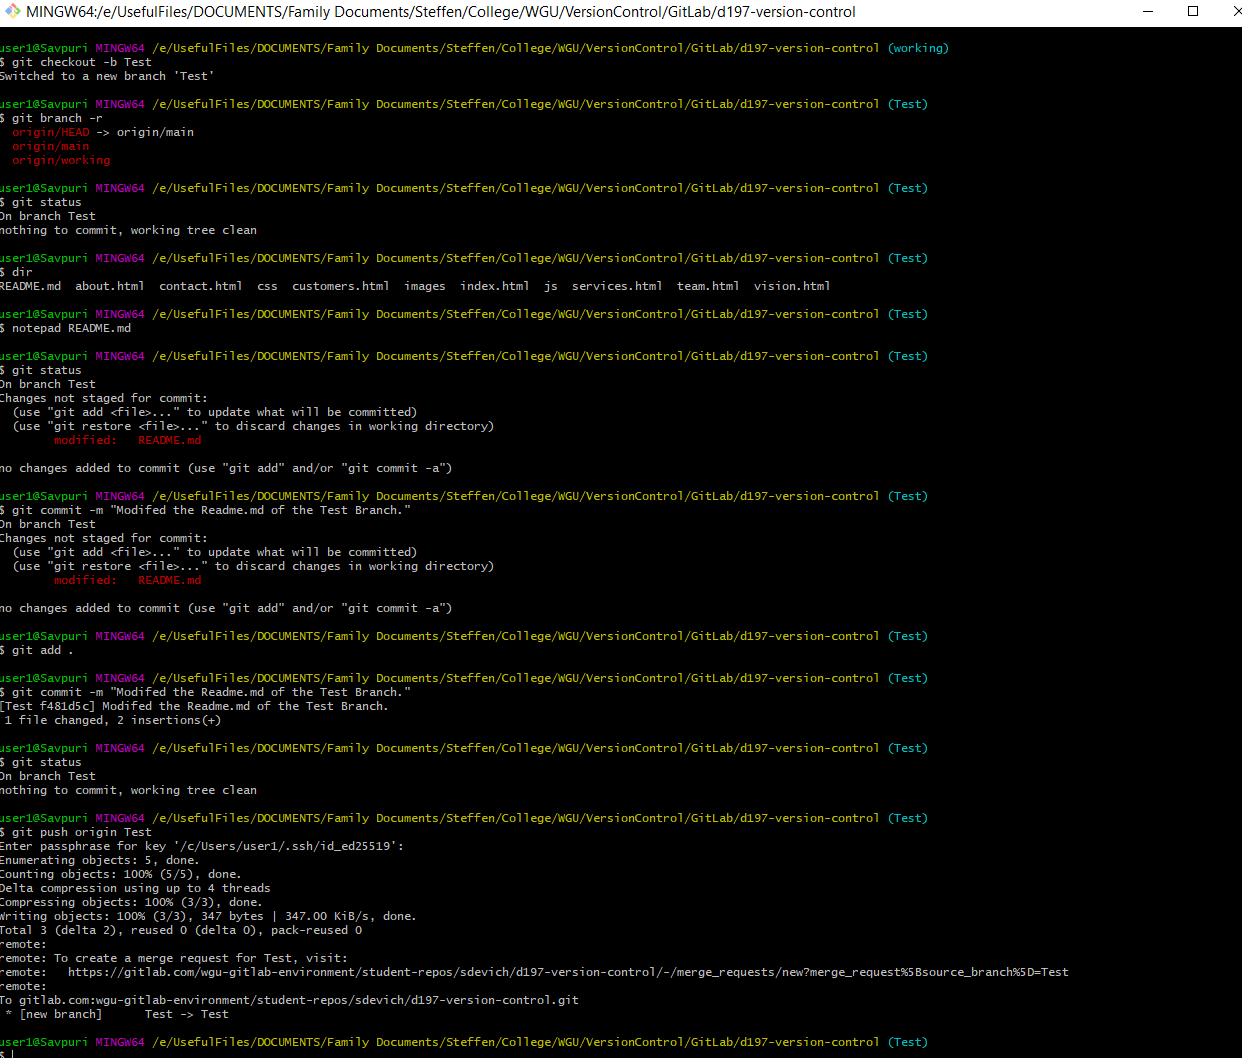 MINGW64:/e/UsefulFiles/DOCUMENTS/Family Documents/Steffen/College/WGU/VersionControl/GitLab/d197-version-control
user1@Savpuri MINGW64 /e/UsefulFiles/DOCUMENTS/Family Documents/Steffen/College/WGU/VersionControl/GitLab/d197-version-control (working)
$ git checkout -b Test
Switched to a new branch 'Test'
user1@Savpuri MINGW64 /e/UsefulFiles/DOCUMENTS/Family Documents/Steffen/College/WGU/VersionControl/GitLab/d197-version-control (Test)
$ git branch -r
origin/HEAD -> origin/main
origin/main
origin/working
user1@Savpuri MINGW64 /e/UsefulFiles/DOCUMENTS/Family Documents/Steffen/College/WGU/VersionControl/GitLab/d197-version-control (Test)
$ git status
On branch Test
nothing to commit, working tree clean
user1@Savpuri MINGW64 /e/UsefulFiles/DOCUMENTS/Family Documents/Steffen/College/WGU/VersionControl/GitLab/d197-version-control (Test)
$ dir
README.md about.html contact.html css customers.html images index.html js services.html team.html vision.html
user1@Savpuri MINGW64 /e/UsefulFiles/DOCUMENTS/Family Documents/Steffen/College/WGU/VersionControl/GitLab/d197-version-control (Test)
$ notepad README.md
user1@Savpuri MINGW64 /e/UsefulFiles/DOCUMENTS/Family Documents/Steffen/College/WGU/VersionControl/GitLab/d197-version-control (Test)
$ git status
On branch Test
Changes not staged for commit:
(use "git add <file>..." to update what will be committed)
(use "git restore <file>..." to discard changes in working directory)
modified: README.md
no changes added to commit (use "git add" and/or "git commit -a")
user1@Savpuri MINGW64 /e/UsefulFiles/DOCUMENTS/Family Documents/Steffen/College/WGU/VersionControl/GitLab/d197-version-control (Test)
$ git commit -m "Modifed the Readme.md of the Test Branch."
On branch Test
Changes not staged for commit:
(use "git add <file>..." to update what will be committed)
(use "git restore <file>..." to discard changes in working directory)
modified: README.md
no changes added to commit (use "git add" and/or "git commit -a")
user1@Savpuri MINGW64 /e/UsefulFiles/DOCUMENTS/Family Documents/Steffen/College/WGU/VersionControl/GitLab/d197-version-control (Test)
$ git add .
user1@Savpuri MINGW64 /e/UsefulFiles/DOCUMENTS/Family Documents/Steffen/College/WGU/VersionControl/GitLab/d197-version-control (Test)
$ git commit -m "Modifed the Readme.md of the Test Branch."
[Test f481d5c] Modifed the Readme.md of the Test Branch.
1 file changed, 2 insertions(+)
user1@Savpuri MINGW64 /e/UsefulFiles/DOCUMENTS/Family Documents/Steffen/College/WGU/VersionControl/GitLab/d197-version-control (Test)
$ git status
On branch Test
nothing to commit, working tree clean
user1@Savpuri MINGW64 /e/UsefulFiles/DOCUMENTS/Family Documents/Steffen/College/WGU/VersionControl/GitLab/d197-version-control (Test)
$ git push origin Test
Enter passphrase for key '/c/Users/user1/.ssh/id_ed25519':
Enumerating objects: 5, done.
Counting objects: 100% (5/5), done.
Delta compression using up to 4 threads
Compressing objects: 100% (3/3), done.
Writing objects: 100% (3/3), 347 bytes | 347.00 KiB/s, done.
Total 3 (delta 2), reused 0 (delta 0), pack-reused 0
remote:
remote: To create a merge request for Test, visit:
remote: https://gitlab.com/wgu-gitlab-environment/student-repos/sdevich/d197-version-control/-/merge_requests/new?merge_request%5Bsource_branch%5D=Test
remote:
To gitlab.com:wgu-gitlab-environment/student-repos/sdevich/d197-version-control.git
* [new branch] Test -> Test
user1@Savpuri MINGW64 /e/UsefulFiles/DOCUMENTS/Family Documents/Steffen/College/WGU/VersionControl/GitLab/d197-version-control (Test)
$